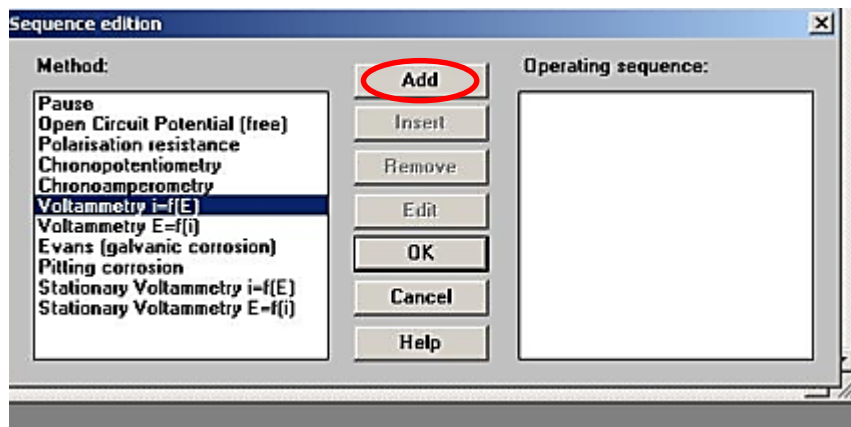 Sequence edition
Method:
Pause
Open Circuit Potential (free)
Polarisation resistance
Chronopotentiometry
Chronoamperometry
Voltammetry i=f(E)
Voltammetry E=f(i)
Evans (galvanic corrosion)
Pitting corrosion
Stationary Voltammetry i=f(E)
Stationary Voltammetry E=f(i)
Add
Insert
Remove
Edit
OK
Cancel
Help
Operating sequence: